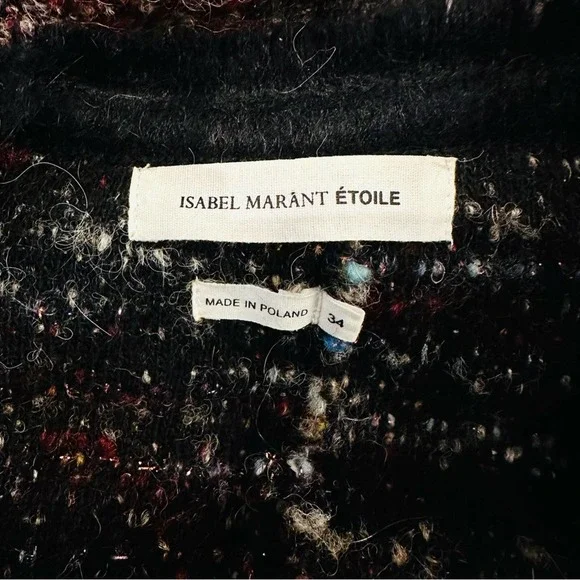 ISABEL MARANT ÉTOILE
MADE IN POLAND
34